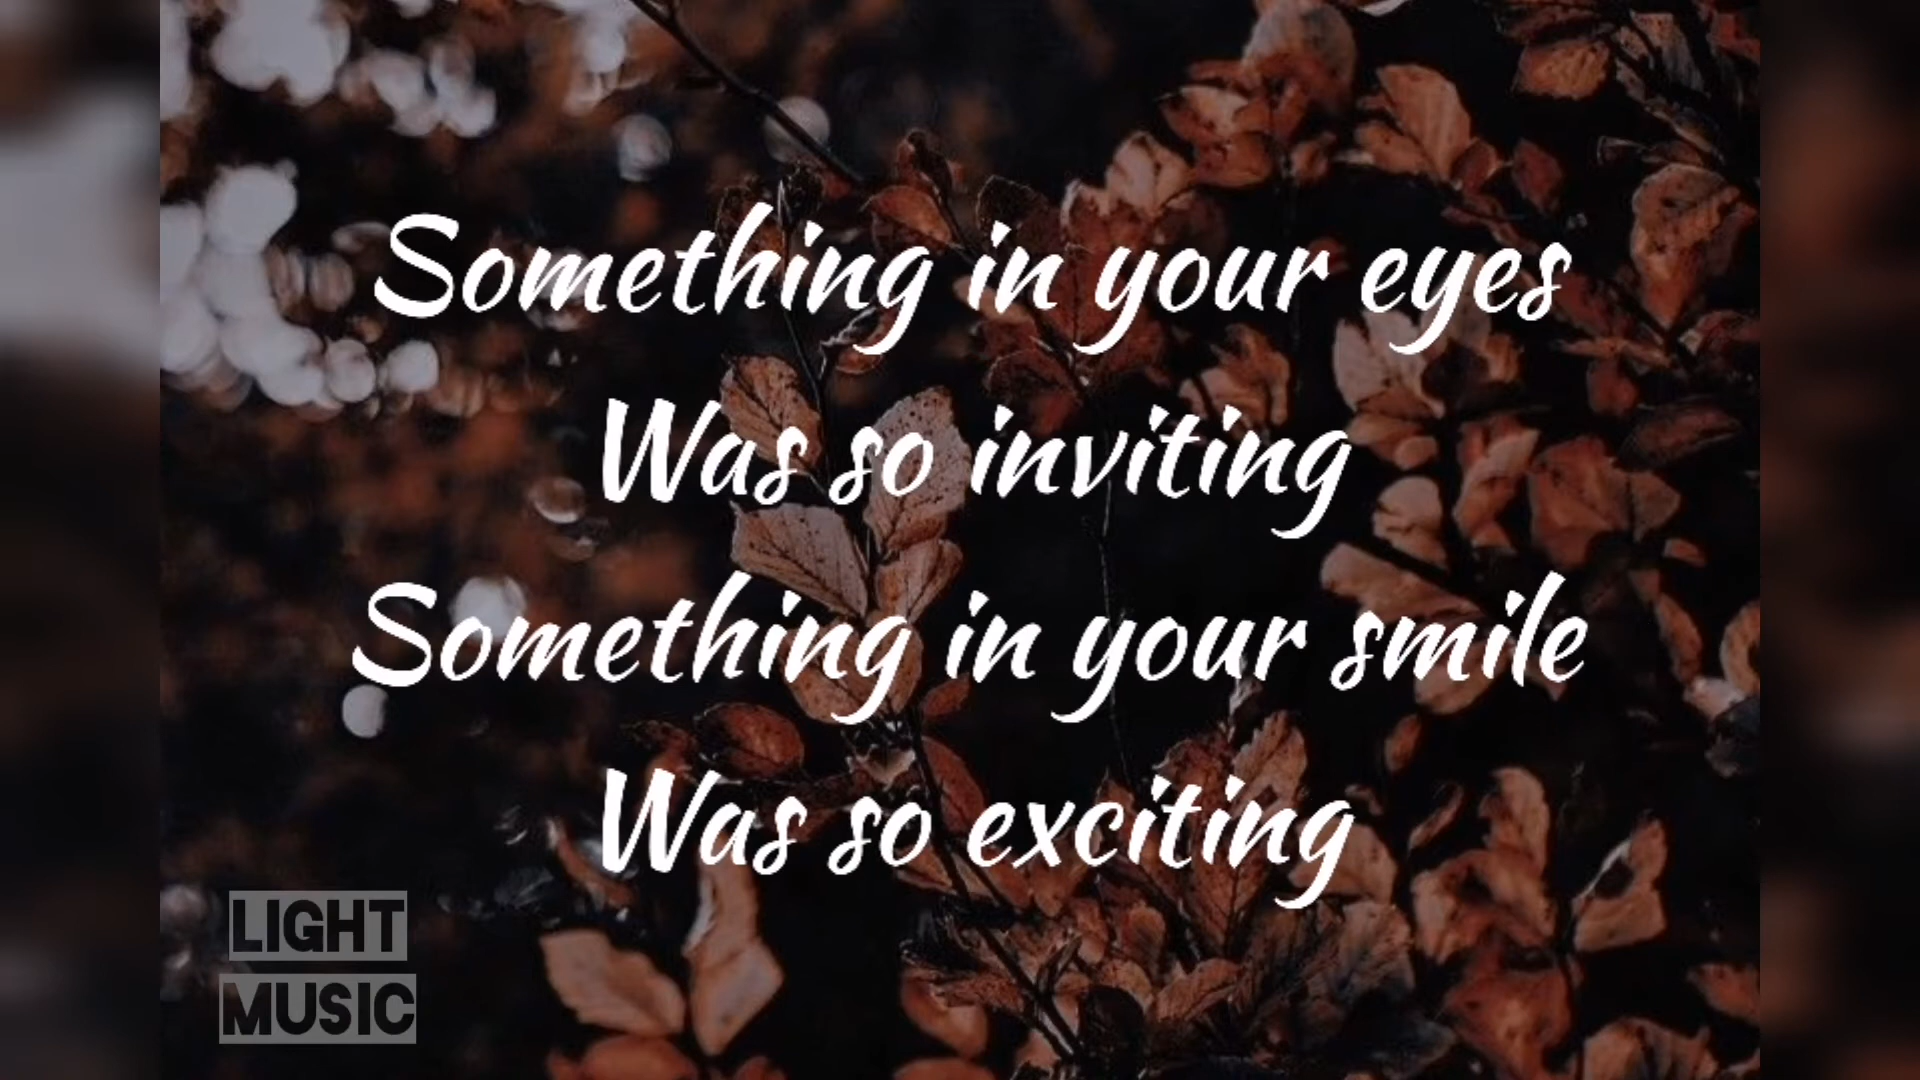 Something in your eyes
Was so inviting
Something in your smile
Was so exciting
LIGHT
MUSIC